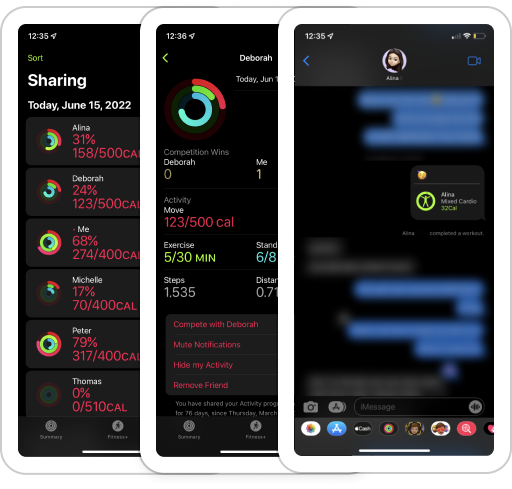 12:35
Sort
Sharing
Today, June 15, 2022
Alina
31%
158/500CAL
Deborah
24%
123/500CAL
Me
68%
274/400CAL
Michelle
17%
70/400CAL
Peter
79%
317/400CAL
Thomas
0%
0/510CAL
Summary
Fitness+
12:36
Deborah
Today, Jun 1
Competition Wins
Deborah
Me
0
1
Activity
Move
123/500 cal
Exercise
Stand
5/30 MIN
6/8
Steps
Distan
1,535
0.71
Compete with Deborah
Mute Notifications
Hide my Activity
Remove Friend
You have shared your Activity progr
for 76 days, since Thursday, March
Summary
Fitness+
12:35
Alina
Alina
Mixed Cardio
32Cal
Alina completed a workout.
iMessage
Cash